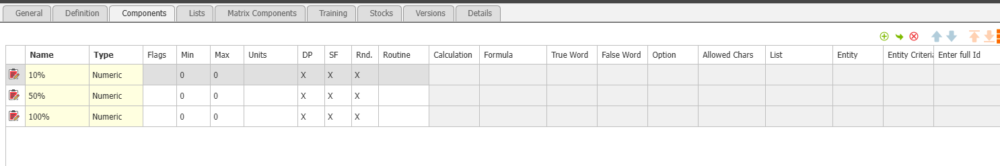 General Definition Components Lists Matrix Components Training Stocks Versions Details
Name Type Flags Min Max Units DP SF Rnd. Routine Calculation Formula True Word False Word Option Allowed Chars List Entity Entity Criteria Enter full Id
10% Numeric 0 0 X X X
50% Numeric 0 0 X X X
100% Numeric 0 0 X X X